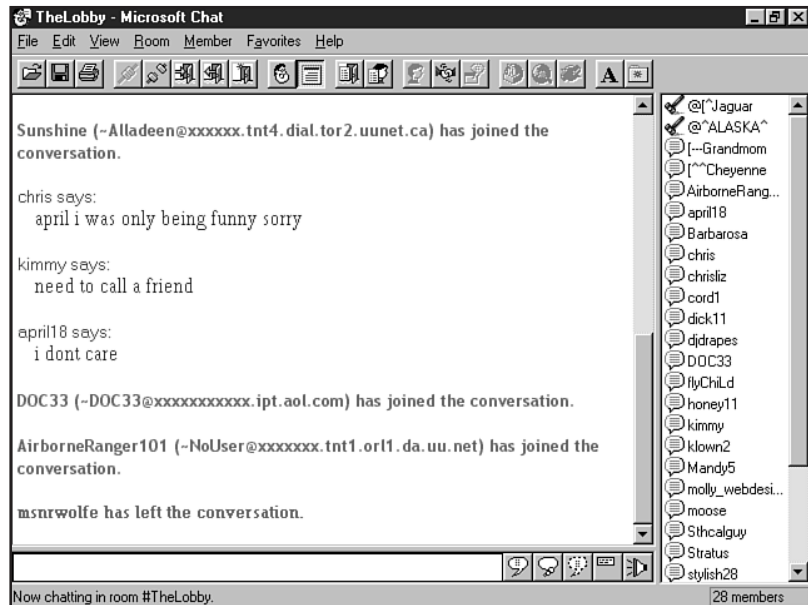 TheLobby - Microsoft Chat
File Edit View Room Member Favorites Help
Sunshine (~Alladeen@xxxxxx.tnt4.dial.tor2.uunet.ca) has joined the
conversation.
chris says:
april i was only being funny sorry
kimmy says:
need to call a friend
april18 says:
i dont care
DOC33 (~DOC33@xxxxxxxxxxx.ipt.aol.com) has joined the conversation.
AirborneRanger101 (~NoUser@xxxxxxx.tnt1.orl1.da.uu.net) has joined the
conversation.
msnrwolfe has left the conversation.
@[^Jaguar
@^ALASKA^
[---Grandmom
[^^Cheyenne
AirborneRang...
april18
Barbarosa
chris
chrisliz
cord1
dick11
djdrapes
DOC33
flyChiLd
honey11
kimmy
klown2
Mandy5
molly_webdesi...
moose
Sthcalguy
Stratus
stylish28
Now chatting in room #TheLobby.
28 members